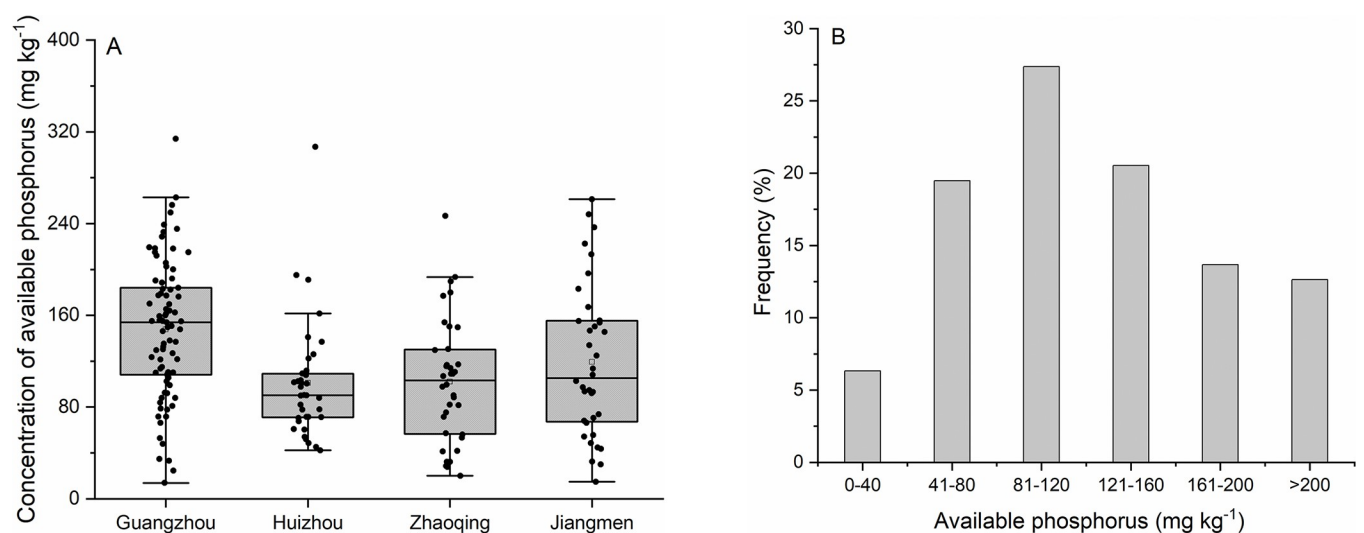 A
Concentration of available phosphorus (mg kg⁻¹)
400
320
240
160
80
0
Guangzhou Huizhou Zhaoqing Jiangmen
B
Frequency (%)
30
25
20
15
10
5
0
0-40 41-80 81-120 121-160 161-200 >200
Available phosphorus (mg kg⁻¹)